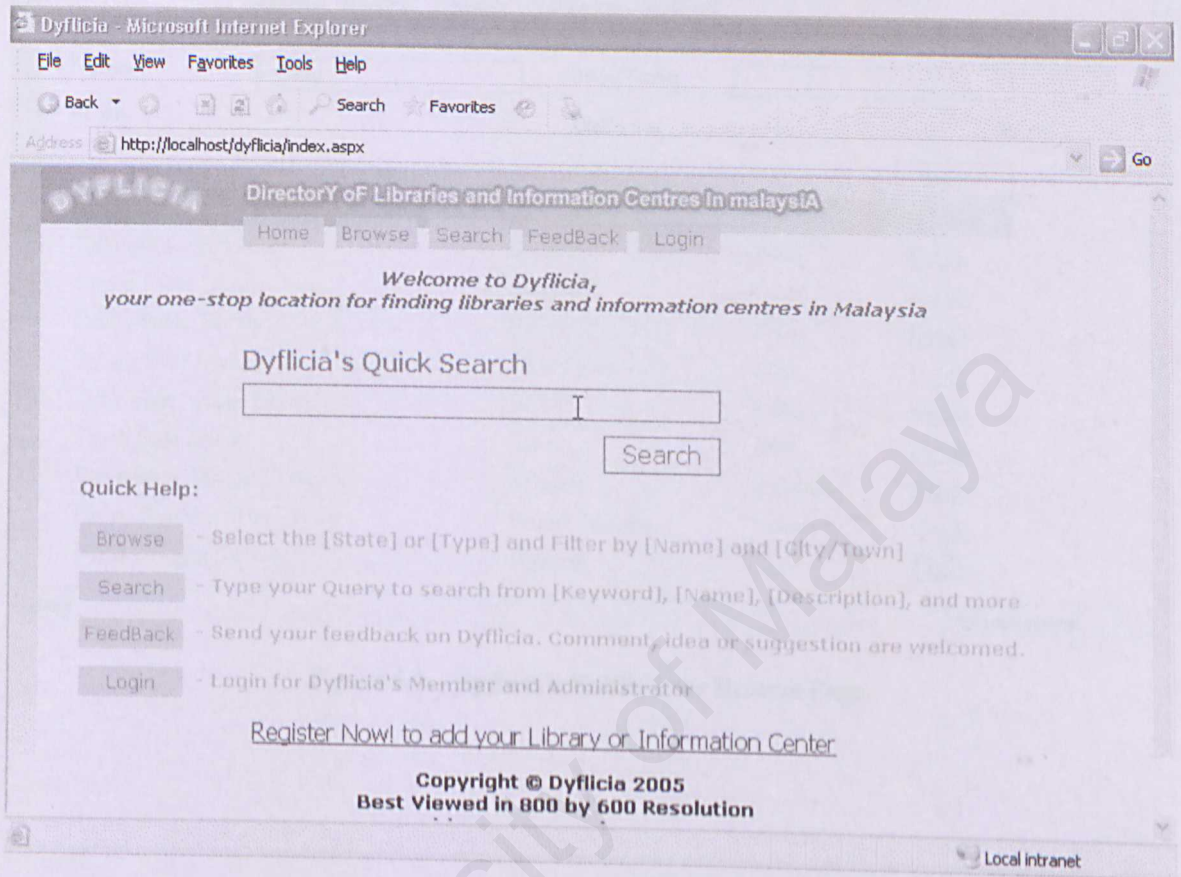 Dyflicia - Microsoft Internet Explorer
File Edit View Favorites Tools Help
Back Search Favorites
Address http://localhost/dyflicia/index.aspx Go
DYFLICIA DirectorY oF Libraries and Information Centres In malaysiA
Home Browse Search FeedBack Login
Welcome to Dyflicia,
your one-stop location for finding libraries and information centres in Malaysia
Dyflicia's Quick Search
Search
Quick Help:
Browse - Select the [State] or [Type] and Filter by [Name] and [City/Town]
Search - Type your Query to search from [Keyword], [Name], [Description], and more
FeedBack - Send your feedback on Dyflicia. Comment, idea or suggestion are welcomed.
Login - Login for Dyflicia's Member and Administrator
Register Now! to add your Library or Information Center
Copyright © Dyflicia 2005
Best Viewed in 800 by 600 Resolution
Local intranet
city of Malaya